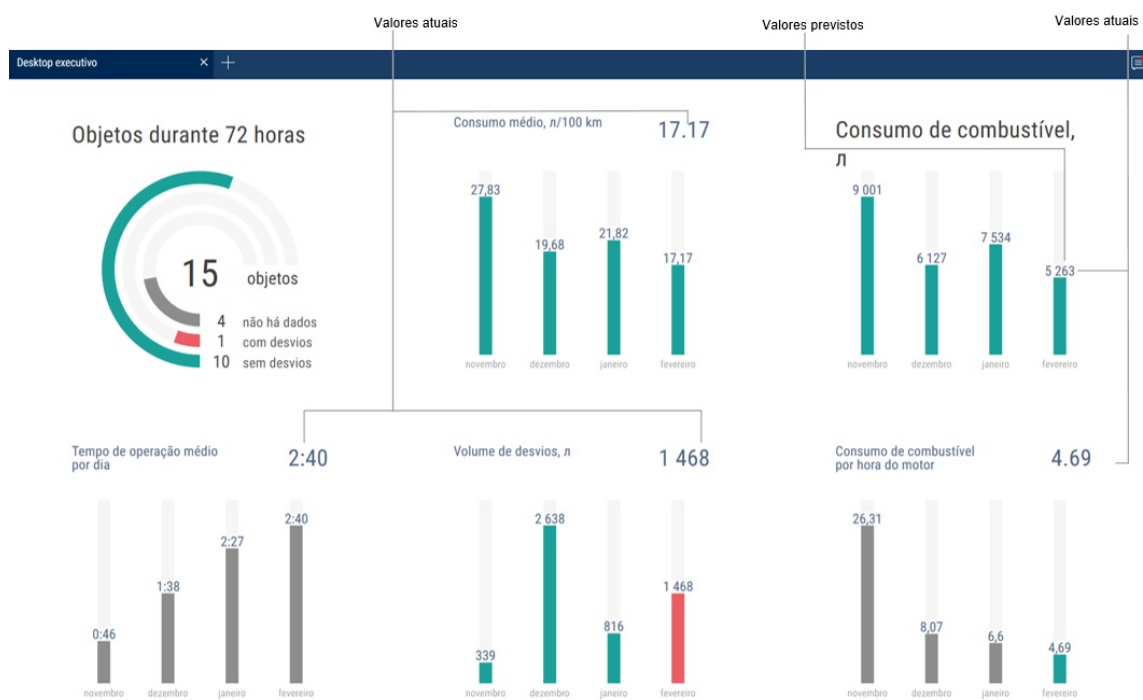 Valores atuais
Valores previstos
Valores atuais
Desktop executivo
Objetos durante 72 horas
15 objetos
4 não há dados
1 com desvios
10 sem desvios
Consumo médio, л/100 km 17.17
27,83
19,68
21,82
17,17
novembro dezembro janeiro fevereiro
Consumo de combustível,
л
9 001
6 127
7 534
5 263
novembro dezembro janeiro fevereiro
Tempo de operação médio
por dia
2:40
0:46
1:38
2:27
2:40
novembro dezembro janeiro fevereiro
Volume de desvios, л 1 468
339
2 638
816
1 468
novembro dezembro janeiro fevereiro
Consumo de combustível
por hora do motor
4.69
26,31
8,07
6,6
4,69
novembro dezembro janeiro fevereiro